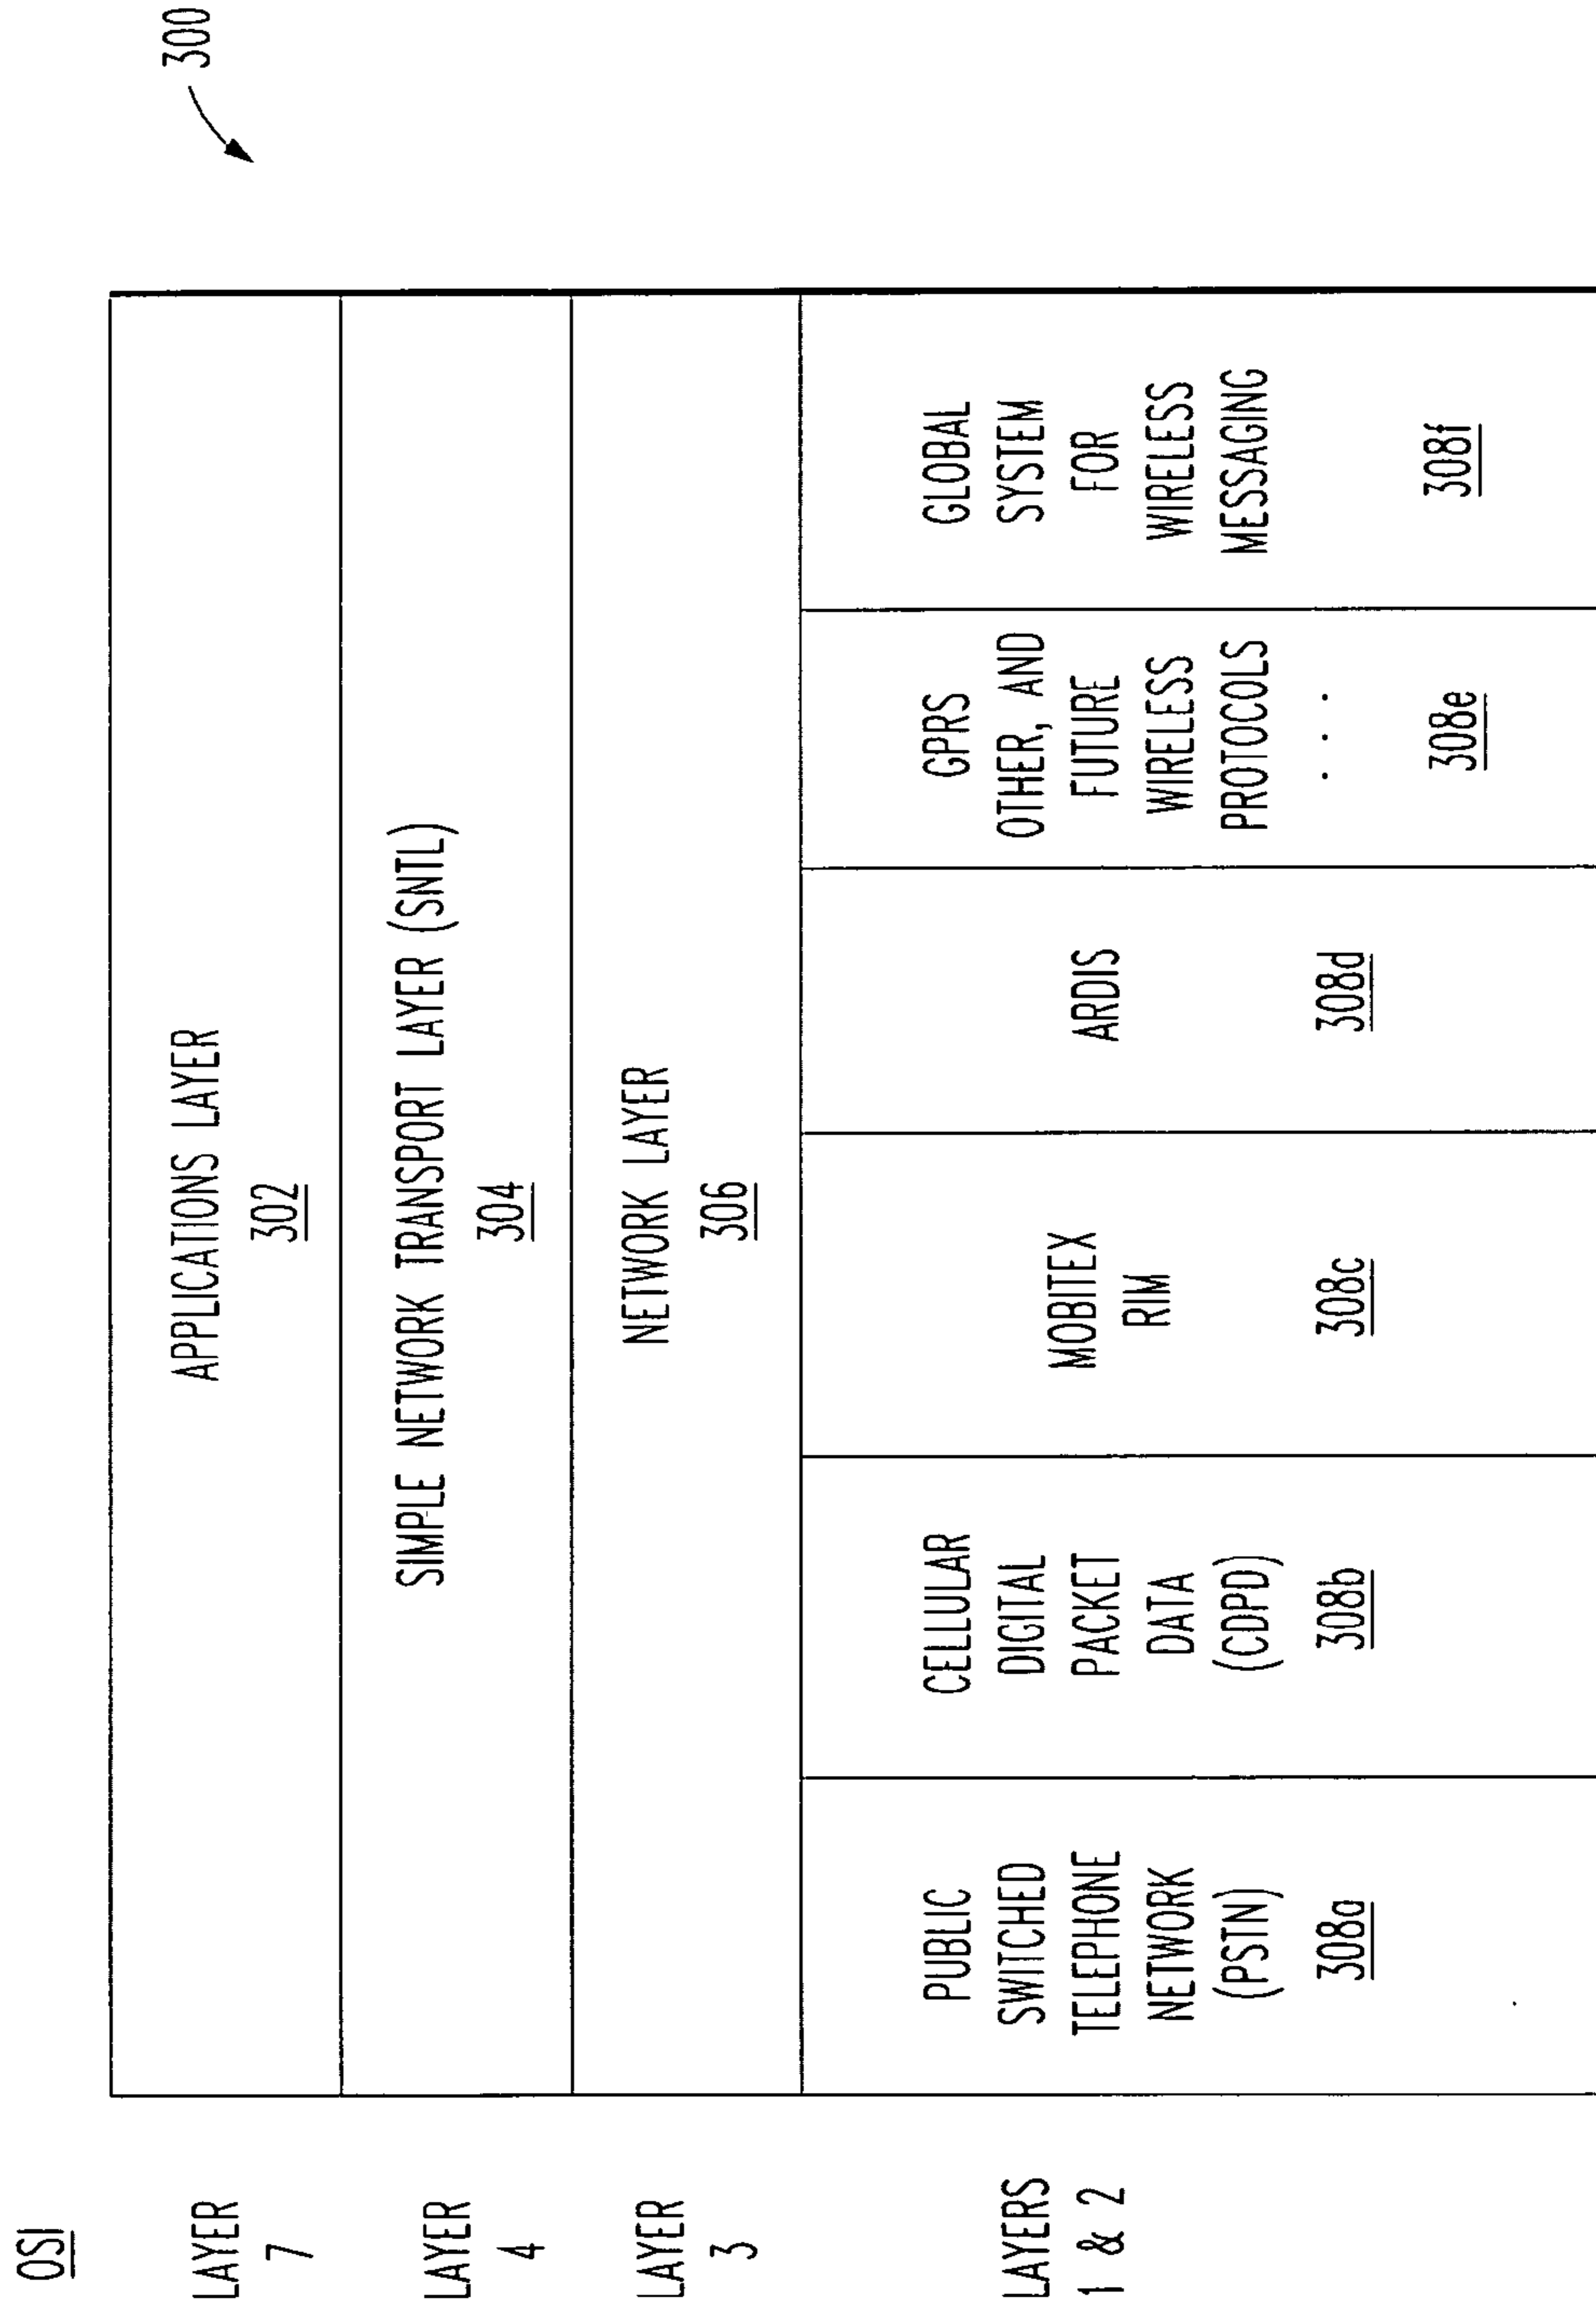 300
OSI
LAYER
7
APPLICATIONS LAYER
302
LAYER
4
SIMPLE NETWORK TRANSPORT LAYER (SNTL)
304
LAYER
3
NETWORK LAYER
306
LAYERS
1 & 2
PUBLIC
SWITCHED
TELEPHONE
NETWORK
(PSTN)
308a
CELLULAR
DIGITAL
PACKET
DATA
(CDPD)
308b
MOBITEX
RIM
308c
ARDIS
308d
GPRS
OTHER, AND
FUTURE
WIRELESS
PROTOCOLS
. . .
308e
GLOBAL
SYSTEM
FOR
WIRELESS
MESSAGING
308f